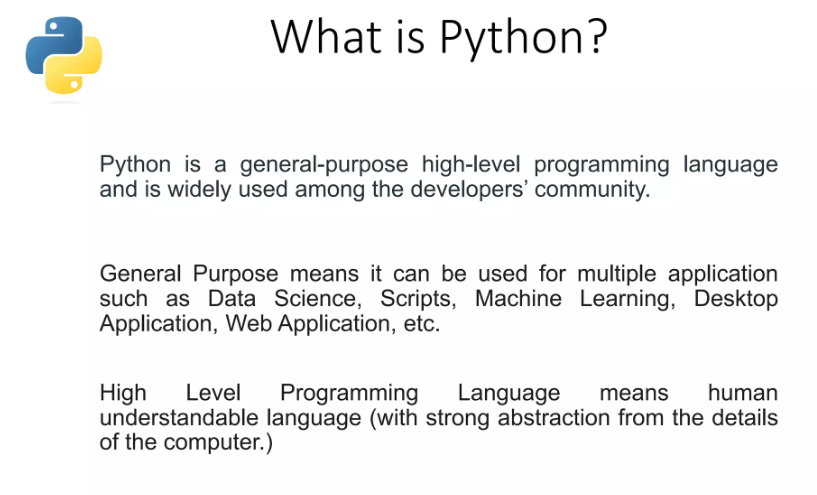 What is Python?
Python is a general-purpose high-level programming language
and is widely used among the developers’ community.
General Purpose means it can be used for multiple application
such as Data Science, Scripts, Machine Learning, Desktop
Application, Web Application, etc.
High Level Programming Language means human
understandable language (with strong abstraction from the details
of the computer.)